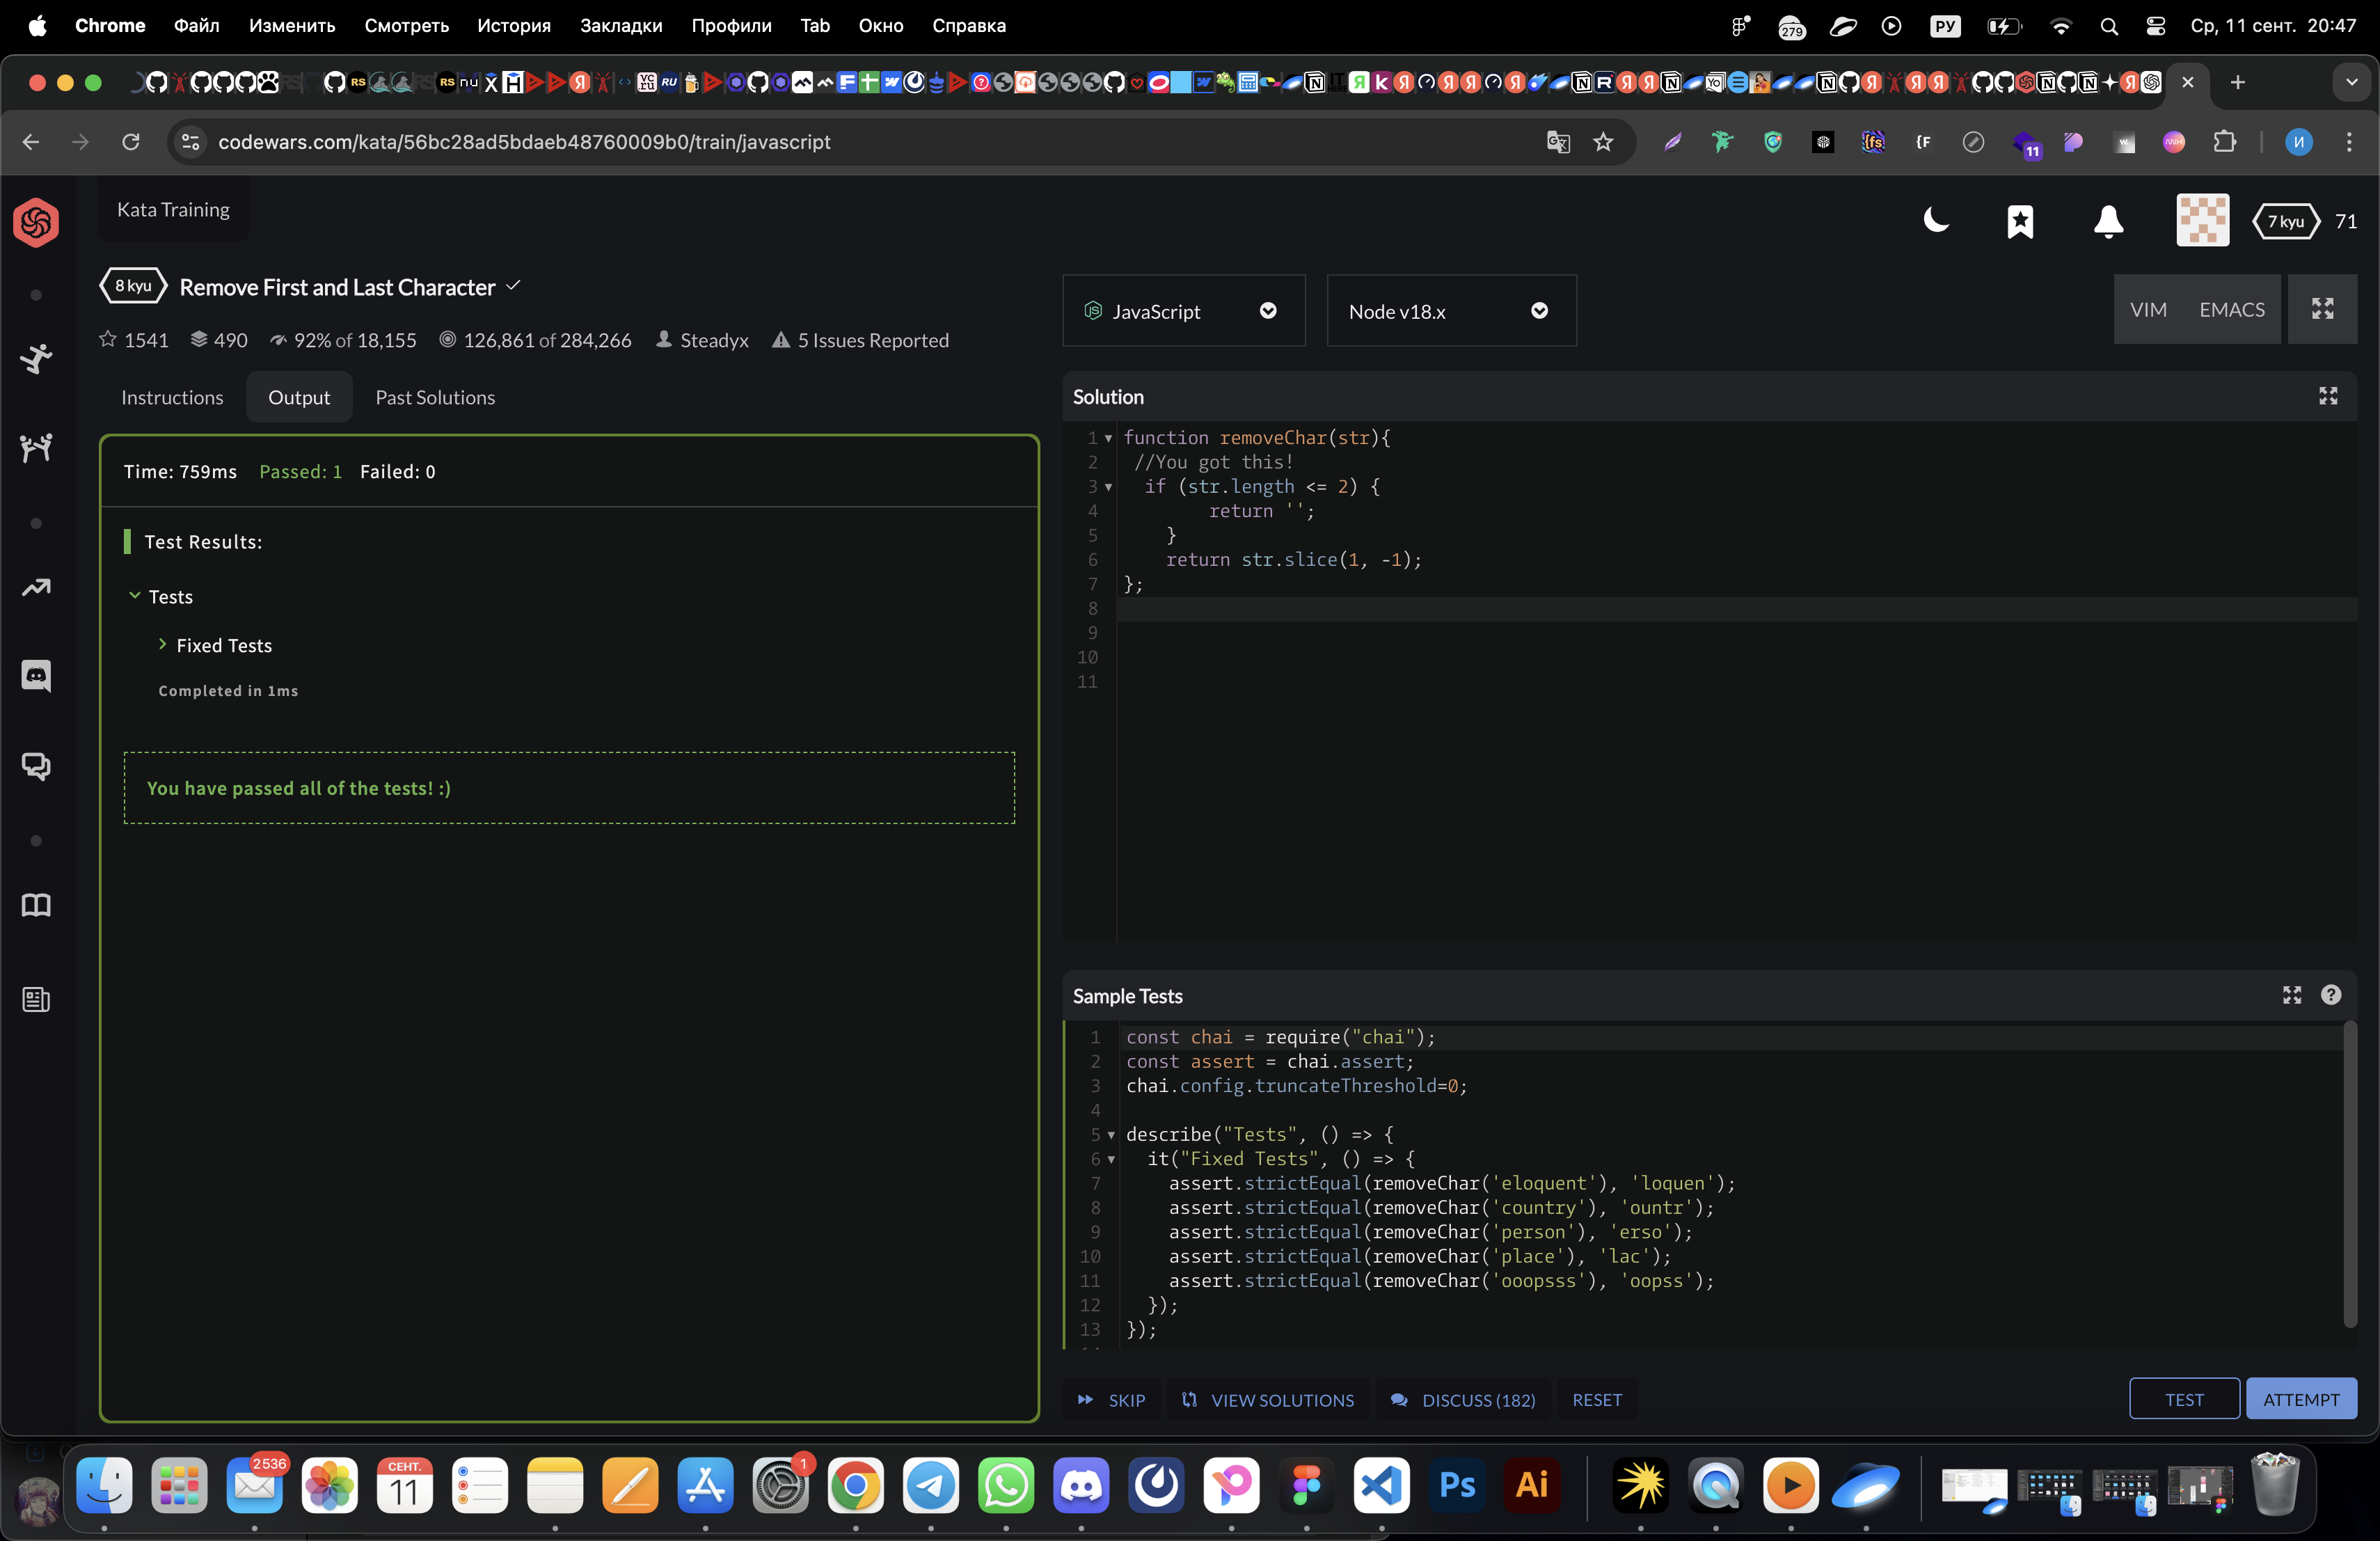 Chrome Файл Изменить Смотреть История Закладки Профили Tab Окно Справка
279 РУ Ср, 11 сент. 20:47
codewars.com/kata/56bc28ad5bdaeb48760009b0/train/javascript
11 И
Kata Training
7 kyu 71
8 kyu Remove First and Last Character
1541 490 92% of 18,155 126,861 of 284,266 Steadyx 5 Issues Reported
Instructions Output Past Solutions
Time: 759ms Passed: 1 Failed: 0
Test Results:
Tests
Fixed Tests
Completed in 1ms
You have passed all of the tests! :)
JavaScript Node v18.x VIM EMACS
Solution
1 function removeChar(str){
2 //You got this!
3 if (str.length <= 2) {
4 return '';
5 }
6 return str.slice(1, -1);
7 };
8
9
10
11
Sample Tests
1 const chai = require("chai");
2 const assert = chai.assert;
3 chai.config.truncateThreshold=0;
4
5 describe("Tests", () => {
6 it("Fixed Tests", () => {
7 assert.strictEqual(removeChar('eloquent'), 'loquen');
8 assert.strictEqual(removeChar('country'), 'ountr');
9 assert.strictEqual(removeChar('person'), 'erso');
10 assert.strictEqual(removeChar('place'), 'lac');
11 assert.strictEqual(removeChar('ooopsss'), 'oopss');
12 });
13 });
SKIP VIEW SOLUTIONS DISCUSS (182) RESET TEST ATTEMPT
2536 СЕНТ. 11 1 Ps Ai